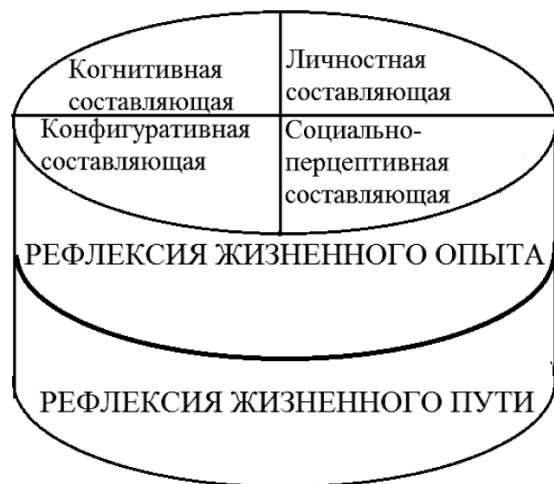 Когнитивная
составляющая
Личностная
составляющая
Конфигуративная
составляющая
Социально-
перцептивная
составляющая
РЕФЛЕКСИЯ ЖИЗНЕННОГО ОПЫТА
РЕФЛЕКСИЯ ЖИЗНЕННОГО ПУТИ